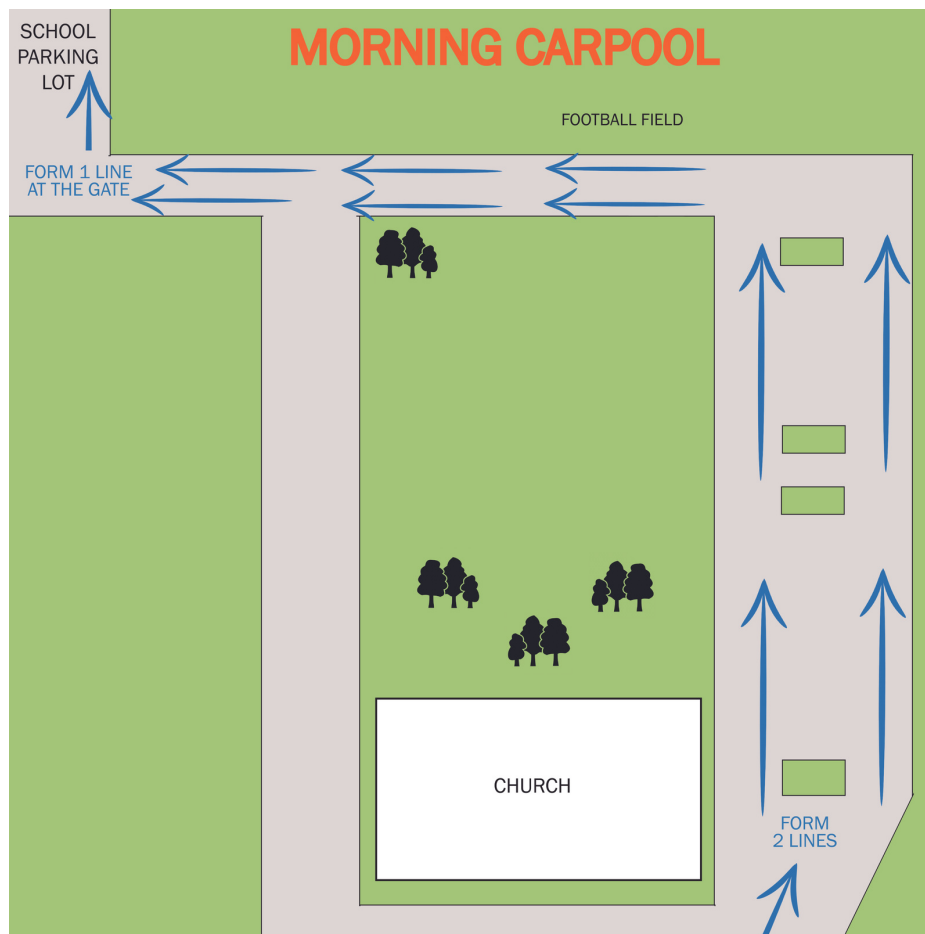 SCHOOL
PARKING
LOT
MORNING CARPOOL
FOOTBALL FIELD
FORM 1 LINE
AT THE GATE
CHURCH
FORM
2 LINES